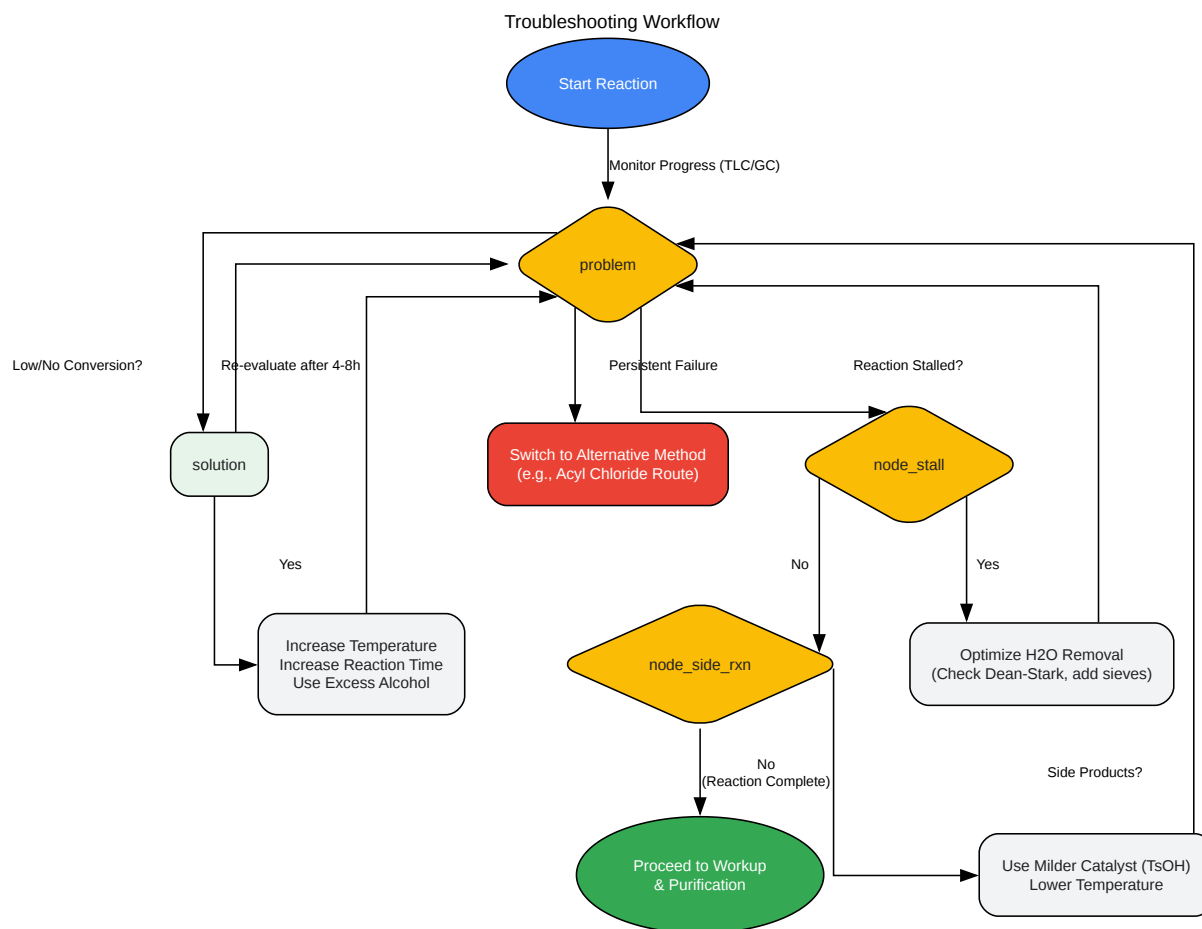 Troubleshooting Workflow
Start Reaction
Monitor Progress (TLC/GC)
problem
Low/No Conversion?
Re-evaluate after 4-8h
Persistent Failure
Reaction Stalled?
solution
Switch to Alternative Method
(e.g., Acyl Chloride Route)
node_stall
Yes
No
Yes
Increase Temperature
Increase Reaction Time
Use Excess Alcohol
node_side_rxn
Optimize H2O Removal
(Check Dean-Stark, add sieves)
No
(Reaction Complete)
Side Products?
Proceed to Workup
& Purification
Use Milder Catalyst (TsOH)
Lower Temperature